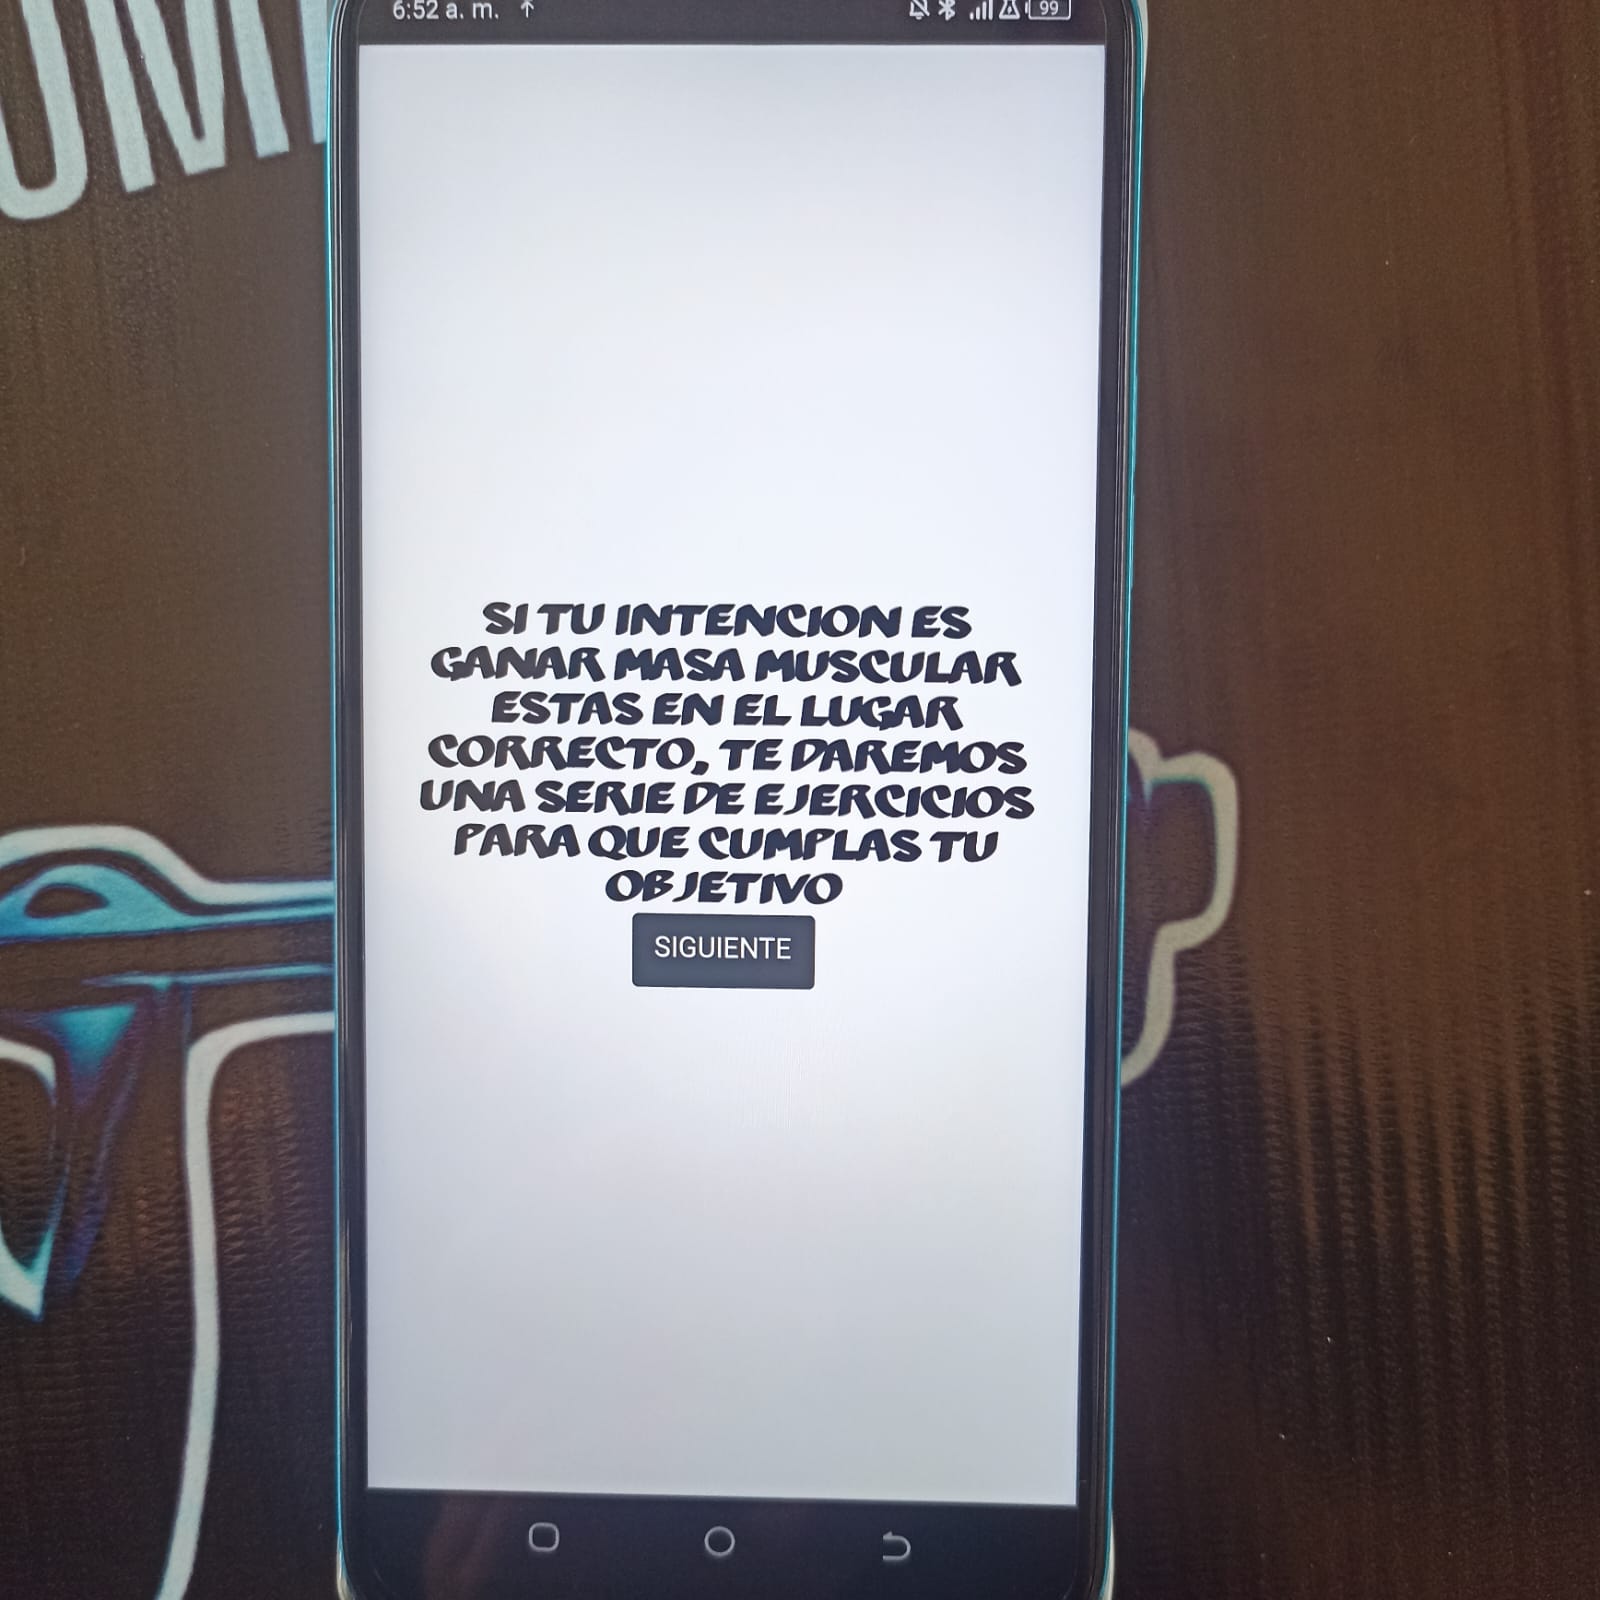 6:52 a. m.
99
SI TU INTENCION ES
GANAR MASA MUSCULAR
ESTAS EN EL LUGAR
CORRECTO, TE DAREMOS
UNA SERIE DE EJERCICIOS
PARA QUE CUMPLAS TU
OBJETIVO
SIGUIENTE